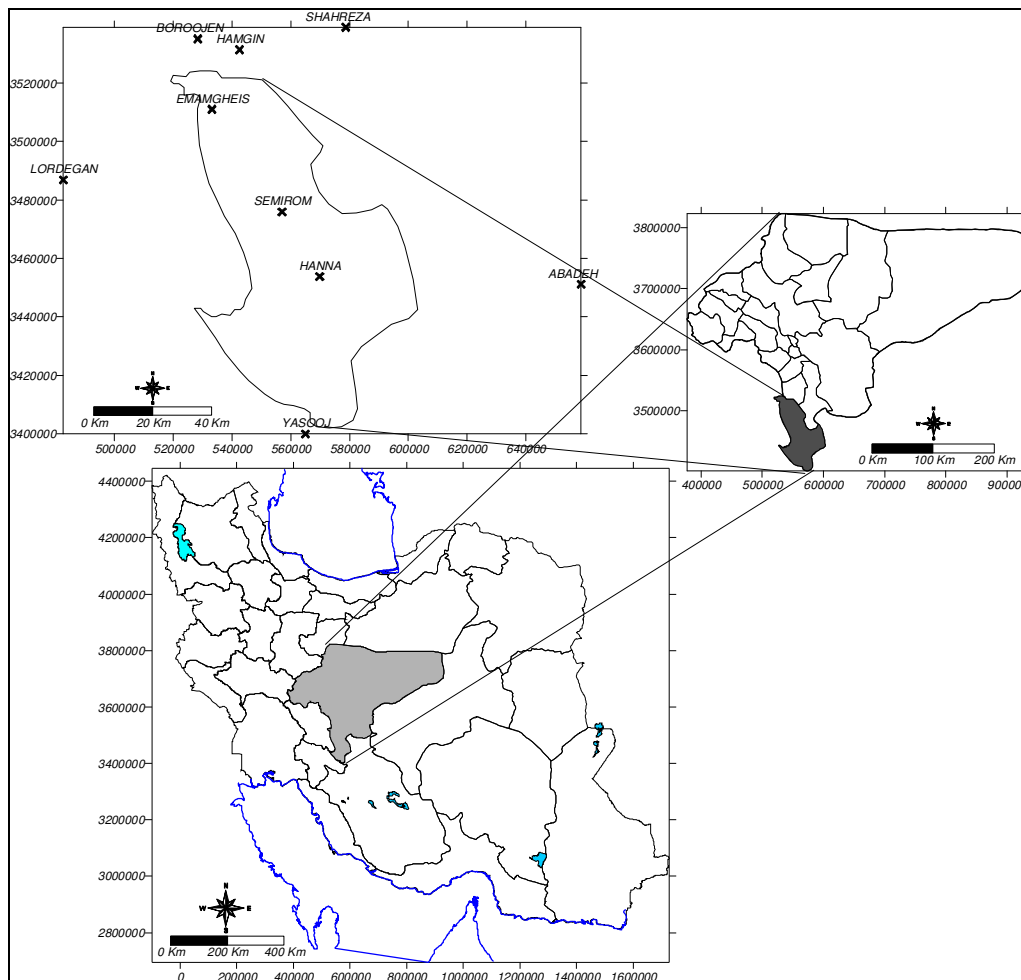 SHAHREZA
BOROOJEN
HAMGIN
3520000
EMAMGHEIS
3500000
LORDEGAN
3480000
SEMIROM
3460000
HANNA
ABADEH
3440000
3420000
N
W E
S
0 Km 20 Km 40 Km
YASOOJ
3400000
500000 520000 540000 560000 580000 600000 620000 640000
3800000
3700000
3600000
3500000
0 Km 100 Km 200 Km
400000 500000 600000 700000 800000 90000
4400000
4200000
4000000
3800000
3600000
3400000
3200000
3000000
2800000
N
W E
S
0 Km 200 Km 400 Km
0 200000 400000 600000 800000 1000000 1200000 1400000 1600000